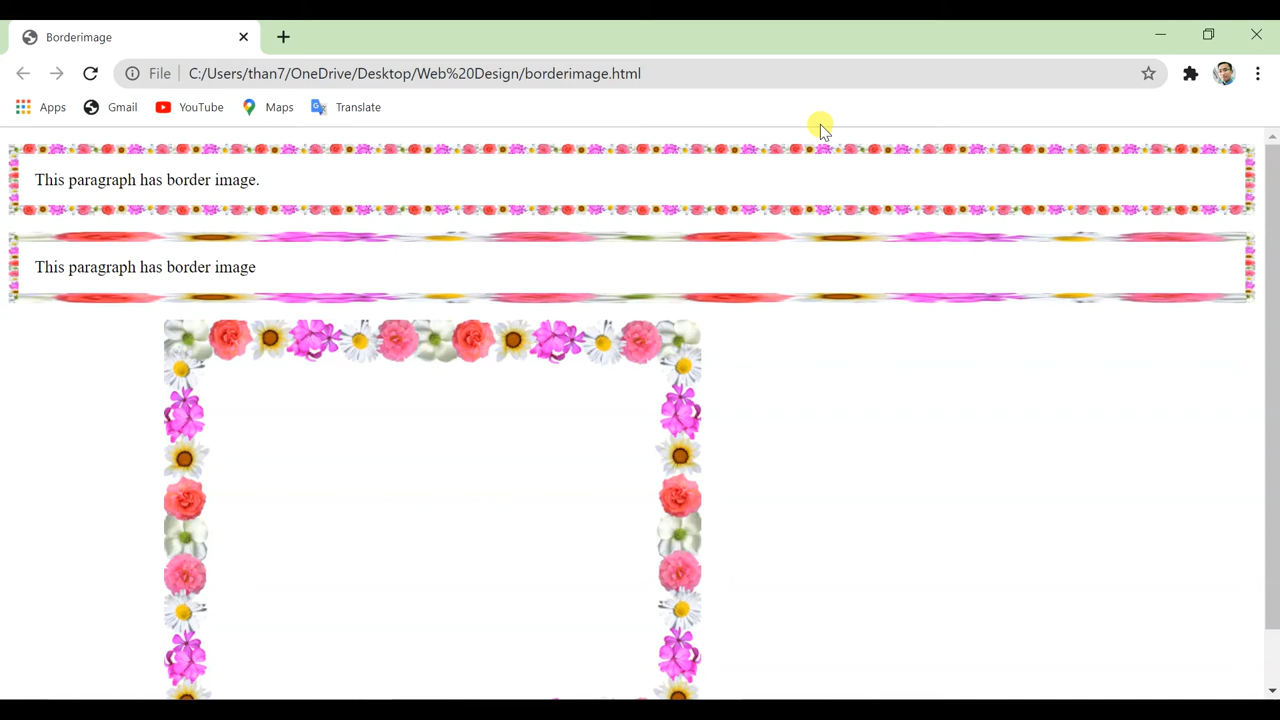 Borderimage
File C:/Users/than7/OneDrive/Desktop/Web%20Design/borderimage.html
Apps Gmail YouTube Maps Translate
This paragraph has border image.
This paragraph has border image